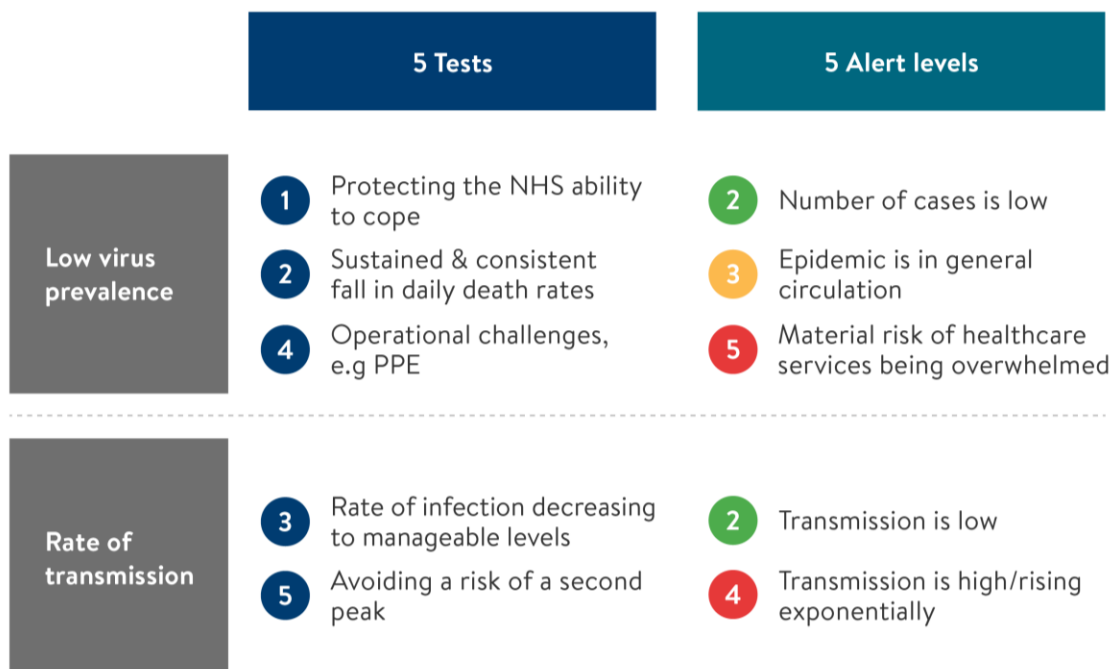 5 Tests
5 Alert levels
Low virus
prevalence
1
Protecting the NHS ability
to cope
2
Sustained & consistent
fall in daily death rates
4
Operational challenges,
e.g PPE
2
Number of cases is low
3
Epidemic is in general
circulation
5
Material risk of healthcare
services being overwhelmed
Rate of
transmission
3
Rate of infection decreasing
to manageable levels
5
Avoiding a risk of a second
peak
2
Transmission is low
4
Transmission is high/rising
exponentially